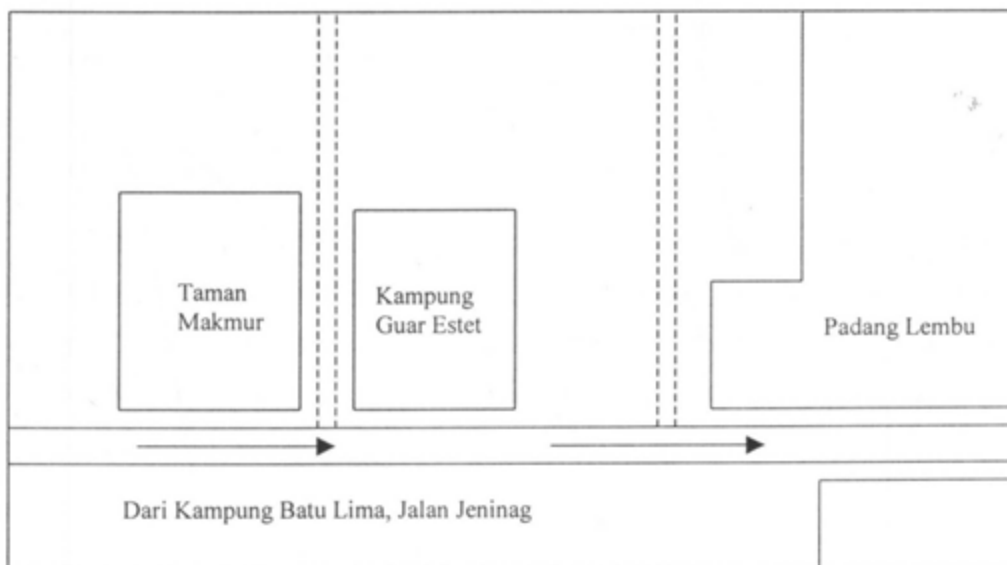 Taman
Makmur
Kampung
Guar Estet
Padang Lembu
Dari Kampung Batu Lima, Jalan Jeninag